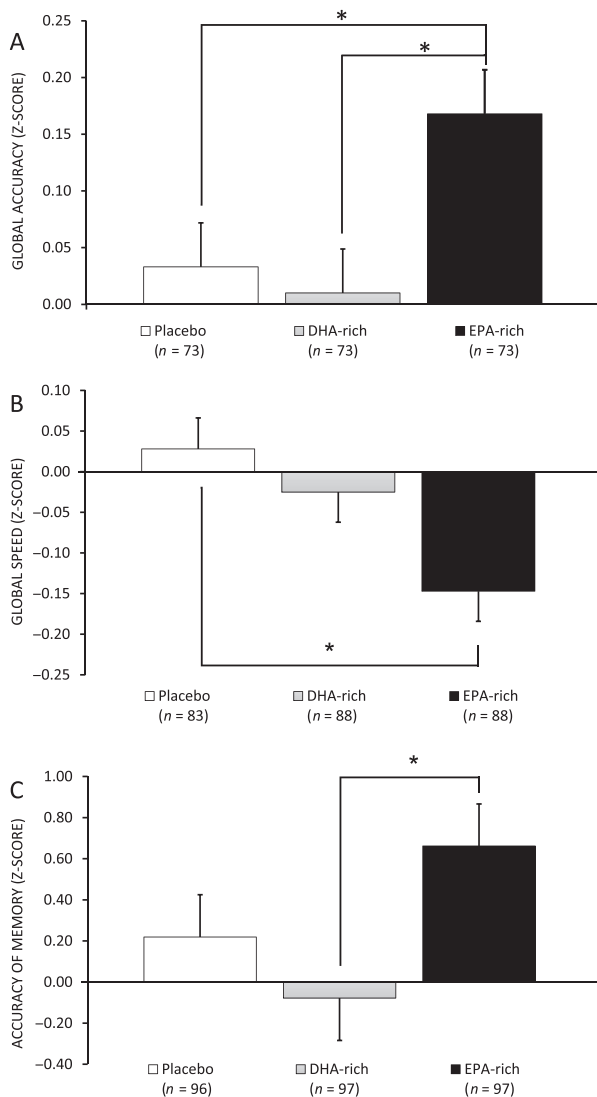 A
GLOBAL ACCURACY (Z-SCORE)
0.25
0.20
0.15
0.10
0.05
0.00
*
*
Placebo
(n = 73)
DHA-rich
(n = 73)
EPA-rich
(n = 73)
B
GLOBAL SPEED (Z-SCORE)
0.10
0.05
0.00
–0.05
–0.10
–0.15
–0.20
–0.25
*
Placebo
(n = 83)
DHA-rich
(n = 88)
EPA-rich
(n = 88)
C
ACCURACY OF MEMORY (Z-SCORE)
1.00
0.80
0.60
0.40
0.20
0.00
–0.20
–0.40
*
Placebo
(n = 96)
DHA-rich
(n = 97)
EPA-rich
(n = 97)